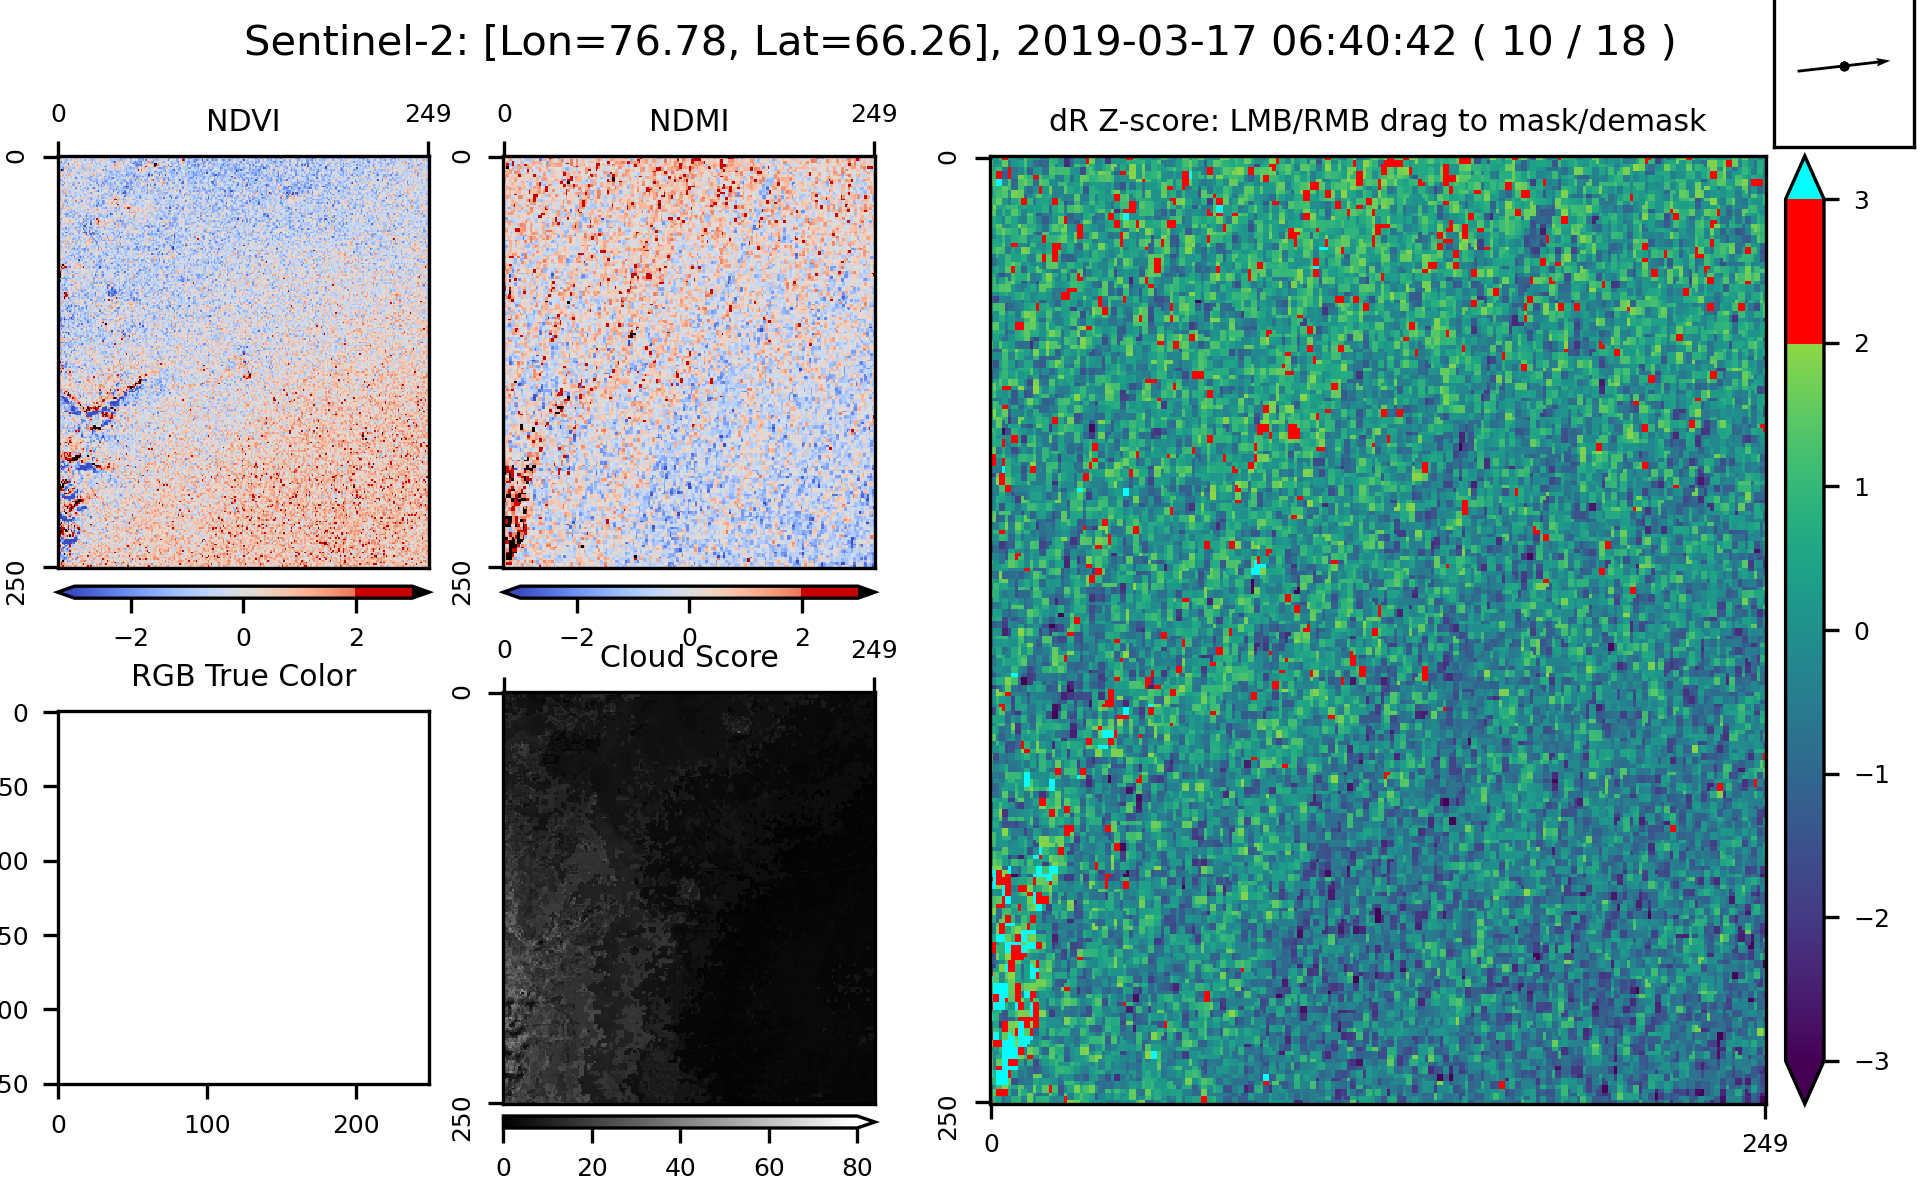 Sentinel-2: [Lon=76.78, Lat=66.26], 2019-03-17 06:40:42 ( 10 / 18 )
0 NDVI 249
0 NDMI 249
dR Z-score: LMB/RMB drag to mask/demask
0
250
−2 0 2
0
250
−2 0 2
0
250
0 249
3
2
1
0
−1
−2
−3
RGB True Color
0
50
00
50
00
50
0 100 200
0 Cloud Score 249
0
250
0 20 40 60 80